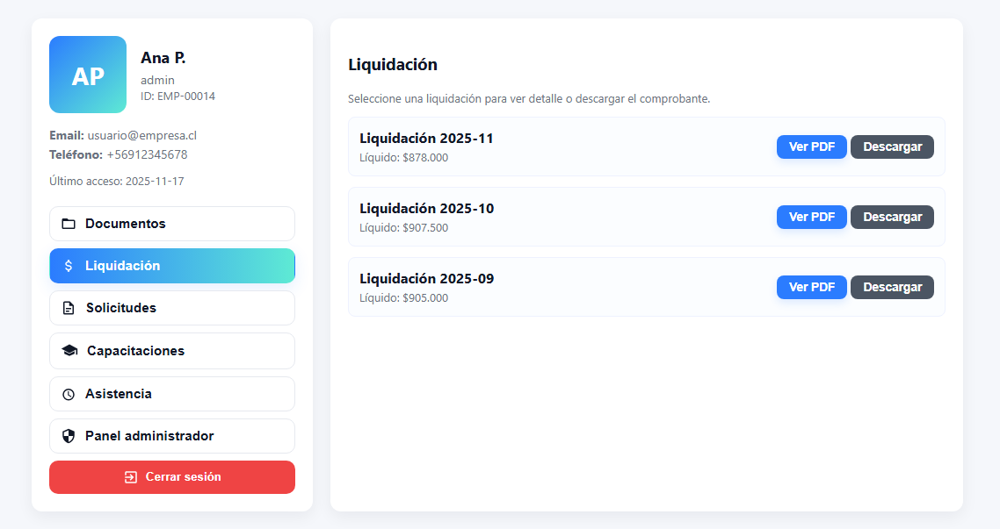 AP
Ana P.
admin
ID: EMP-00014
Email: usuario@empresa.cl
Teléfono: +56912345678
Último acceso: 2025-11-17
Documentos
Liquidación
Solicitudes
Capacitaciones
Asistencia
Panel administrador
Cerrar sesión
Liquidación
Seleccione una liquidación para ver detalle o descargar el comprobante.
Liquidación 2025-11
Líquido: $878.000
Ver PDF Descargar
Liquidación 2025-10
Líquido: $907.500
Ver PDF Descargar
Liquidación 2025-09
Líquido: $905.000
Ver PDF Descargar